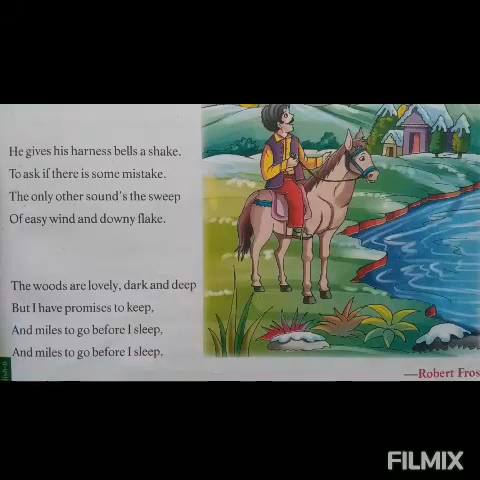 He gives his harness bells a shake.
To ask if there is some mistake.
The only other sound's the sweep
Of easy wind and downy flake.
The woods are lovely, dark and deep
But I have promises to keep,
And miles to go before I sleep,
And miles to go before I sleep.
—Robert Fros
FILMIX